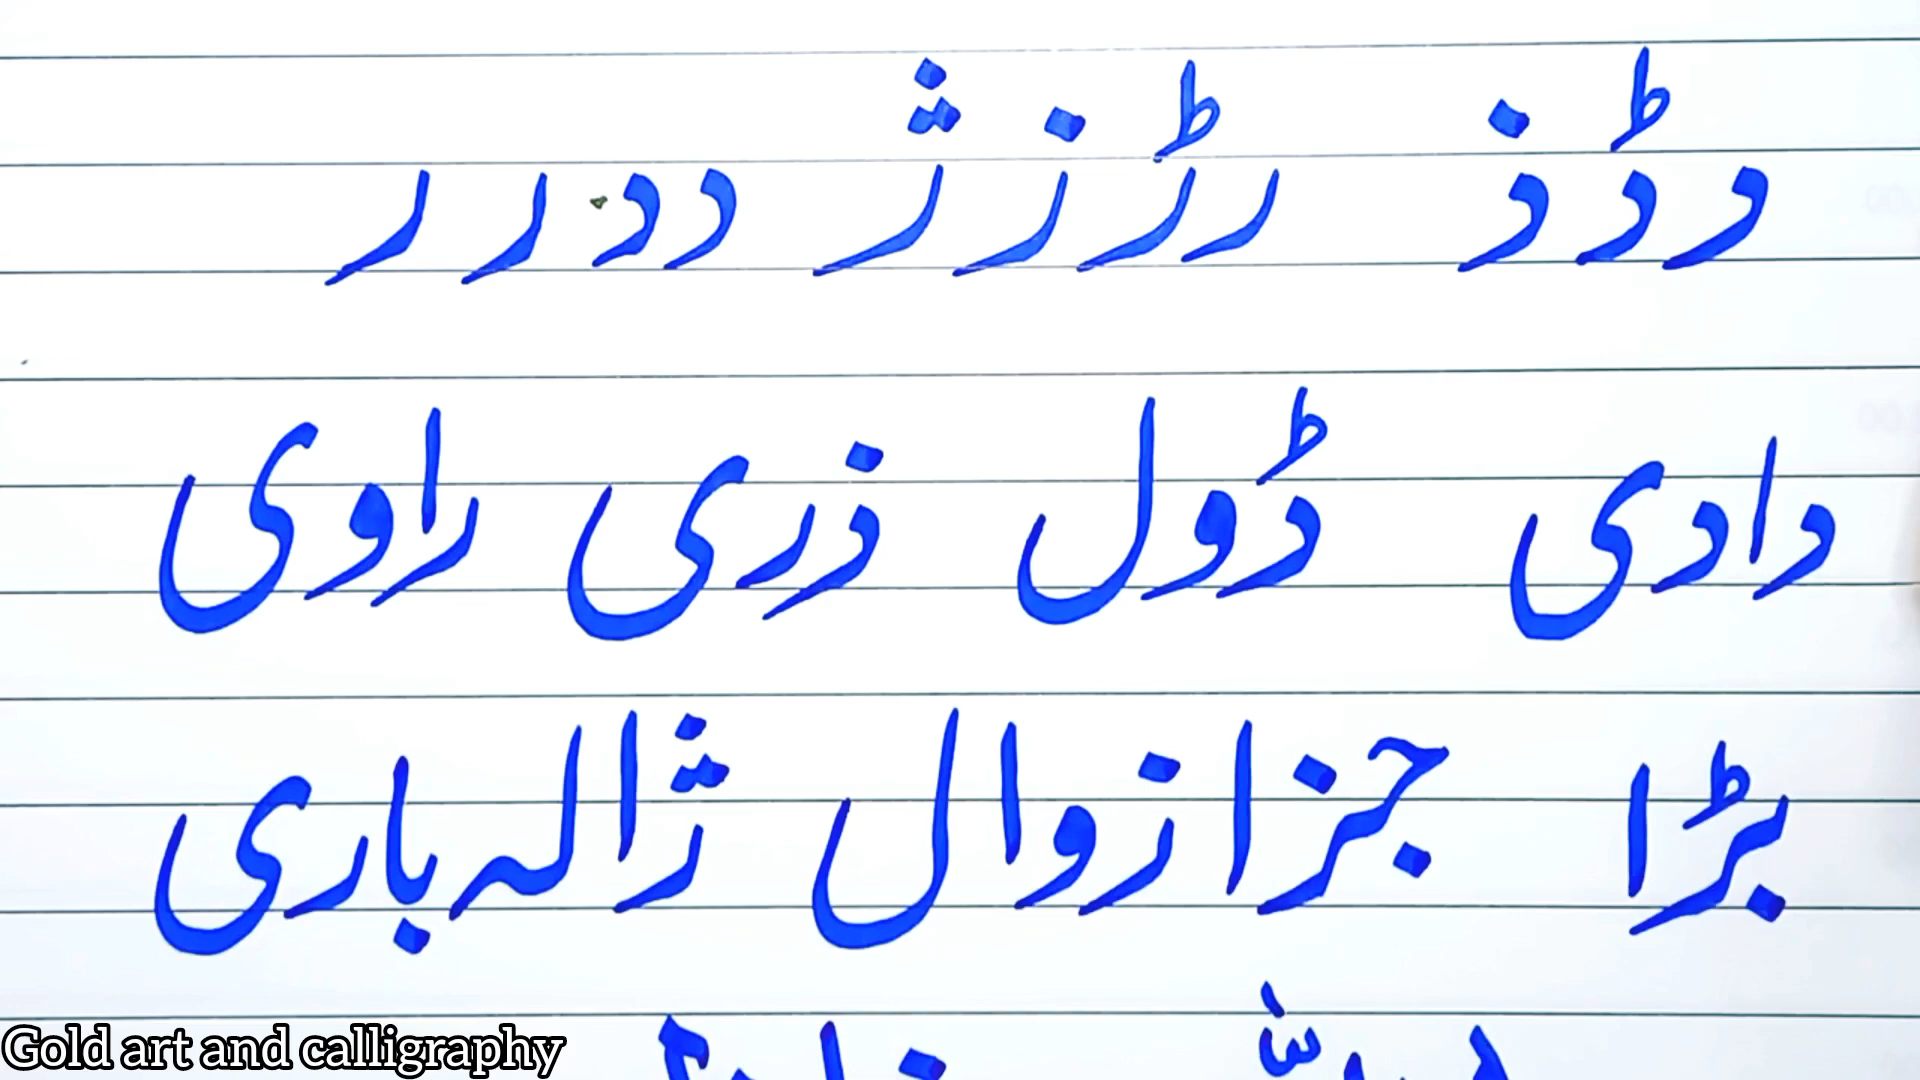 د ڈ ذ ر ڑ ز ژ د د ر ر
دادی ڈول ذری راوی
بڑا جزا زوال ژالہ باری
Gold art and calligraphy